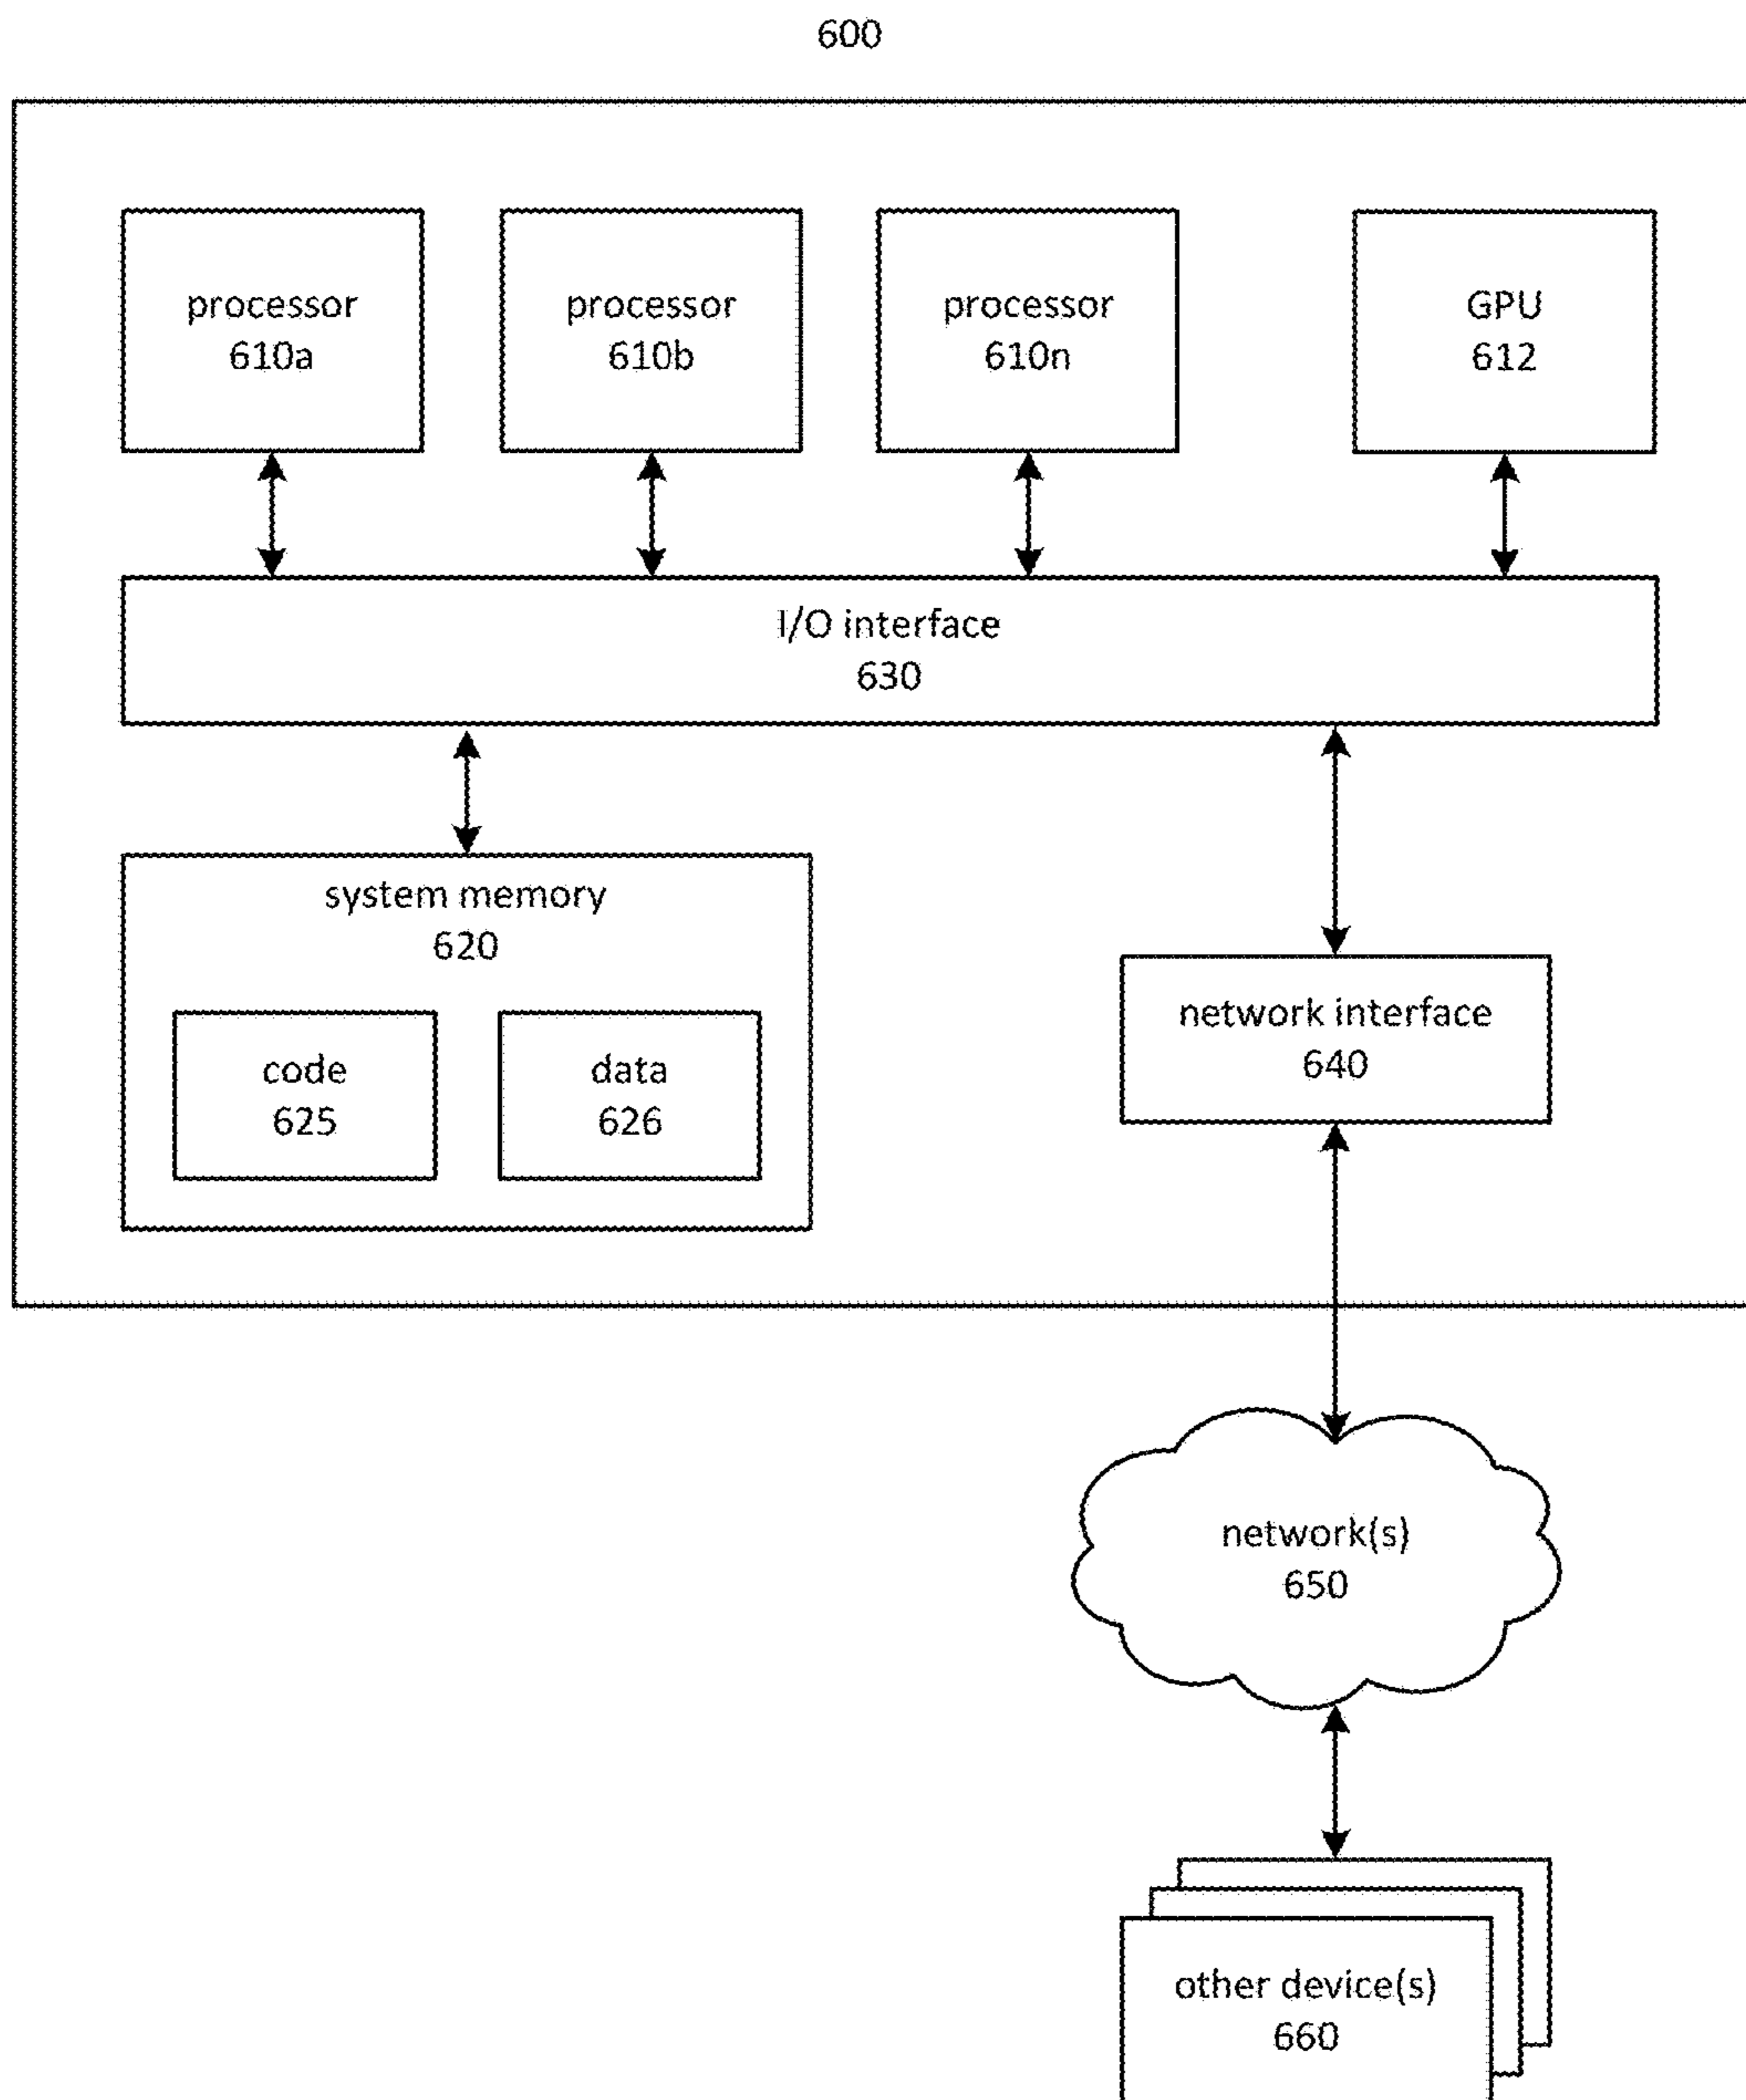 600
processor
610a
processor
610b
processor
610n
GPU
612
I/O interface
630
system memory
620
code
625
data
626
network interface
640
network(s)
650
other device(s)
660